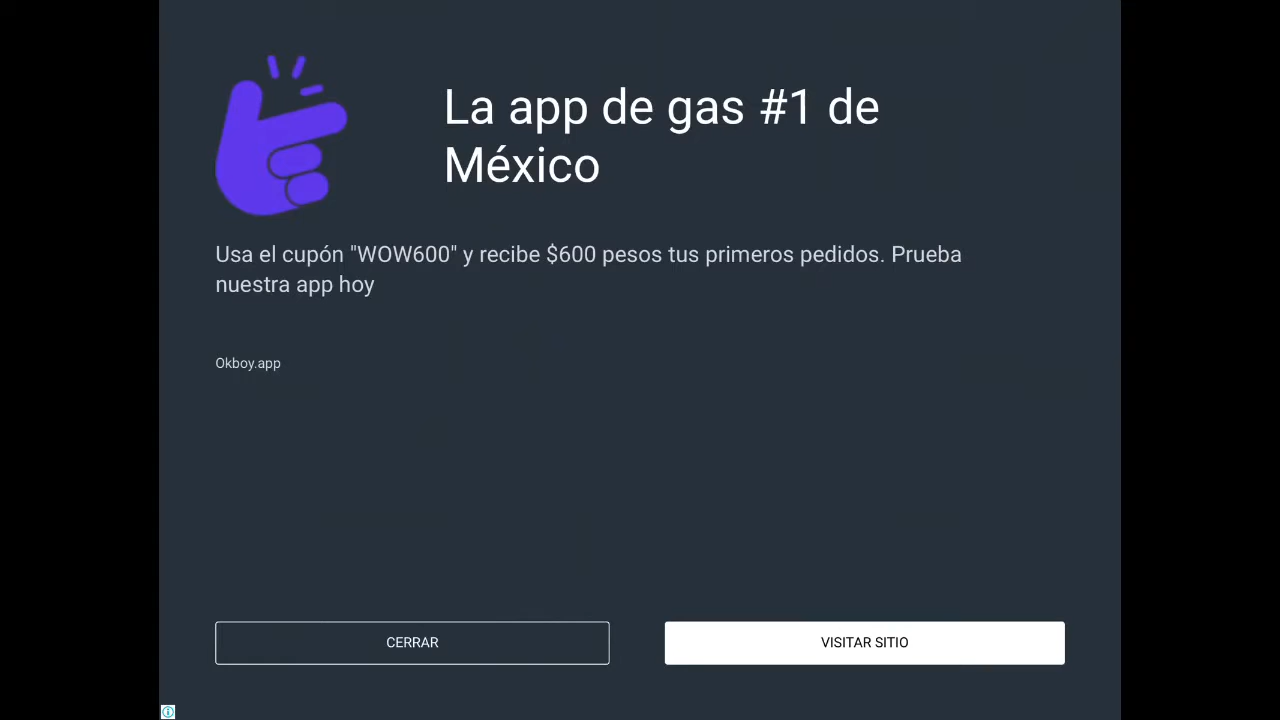 La app de gas #1 de
México
Usa el cupón "WOW600" y recibe $600 pesos tus primeros pedidos. Prueba
nuestra app hoy
Okboy.app
CERRAR
VISITAR SITIO